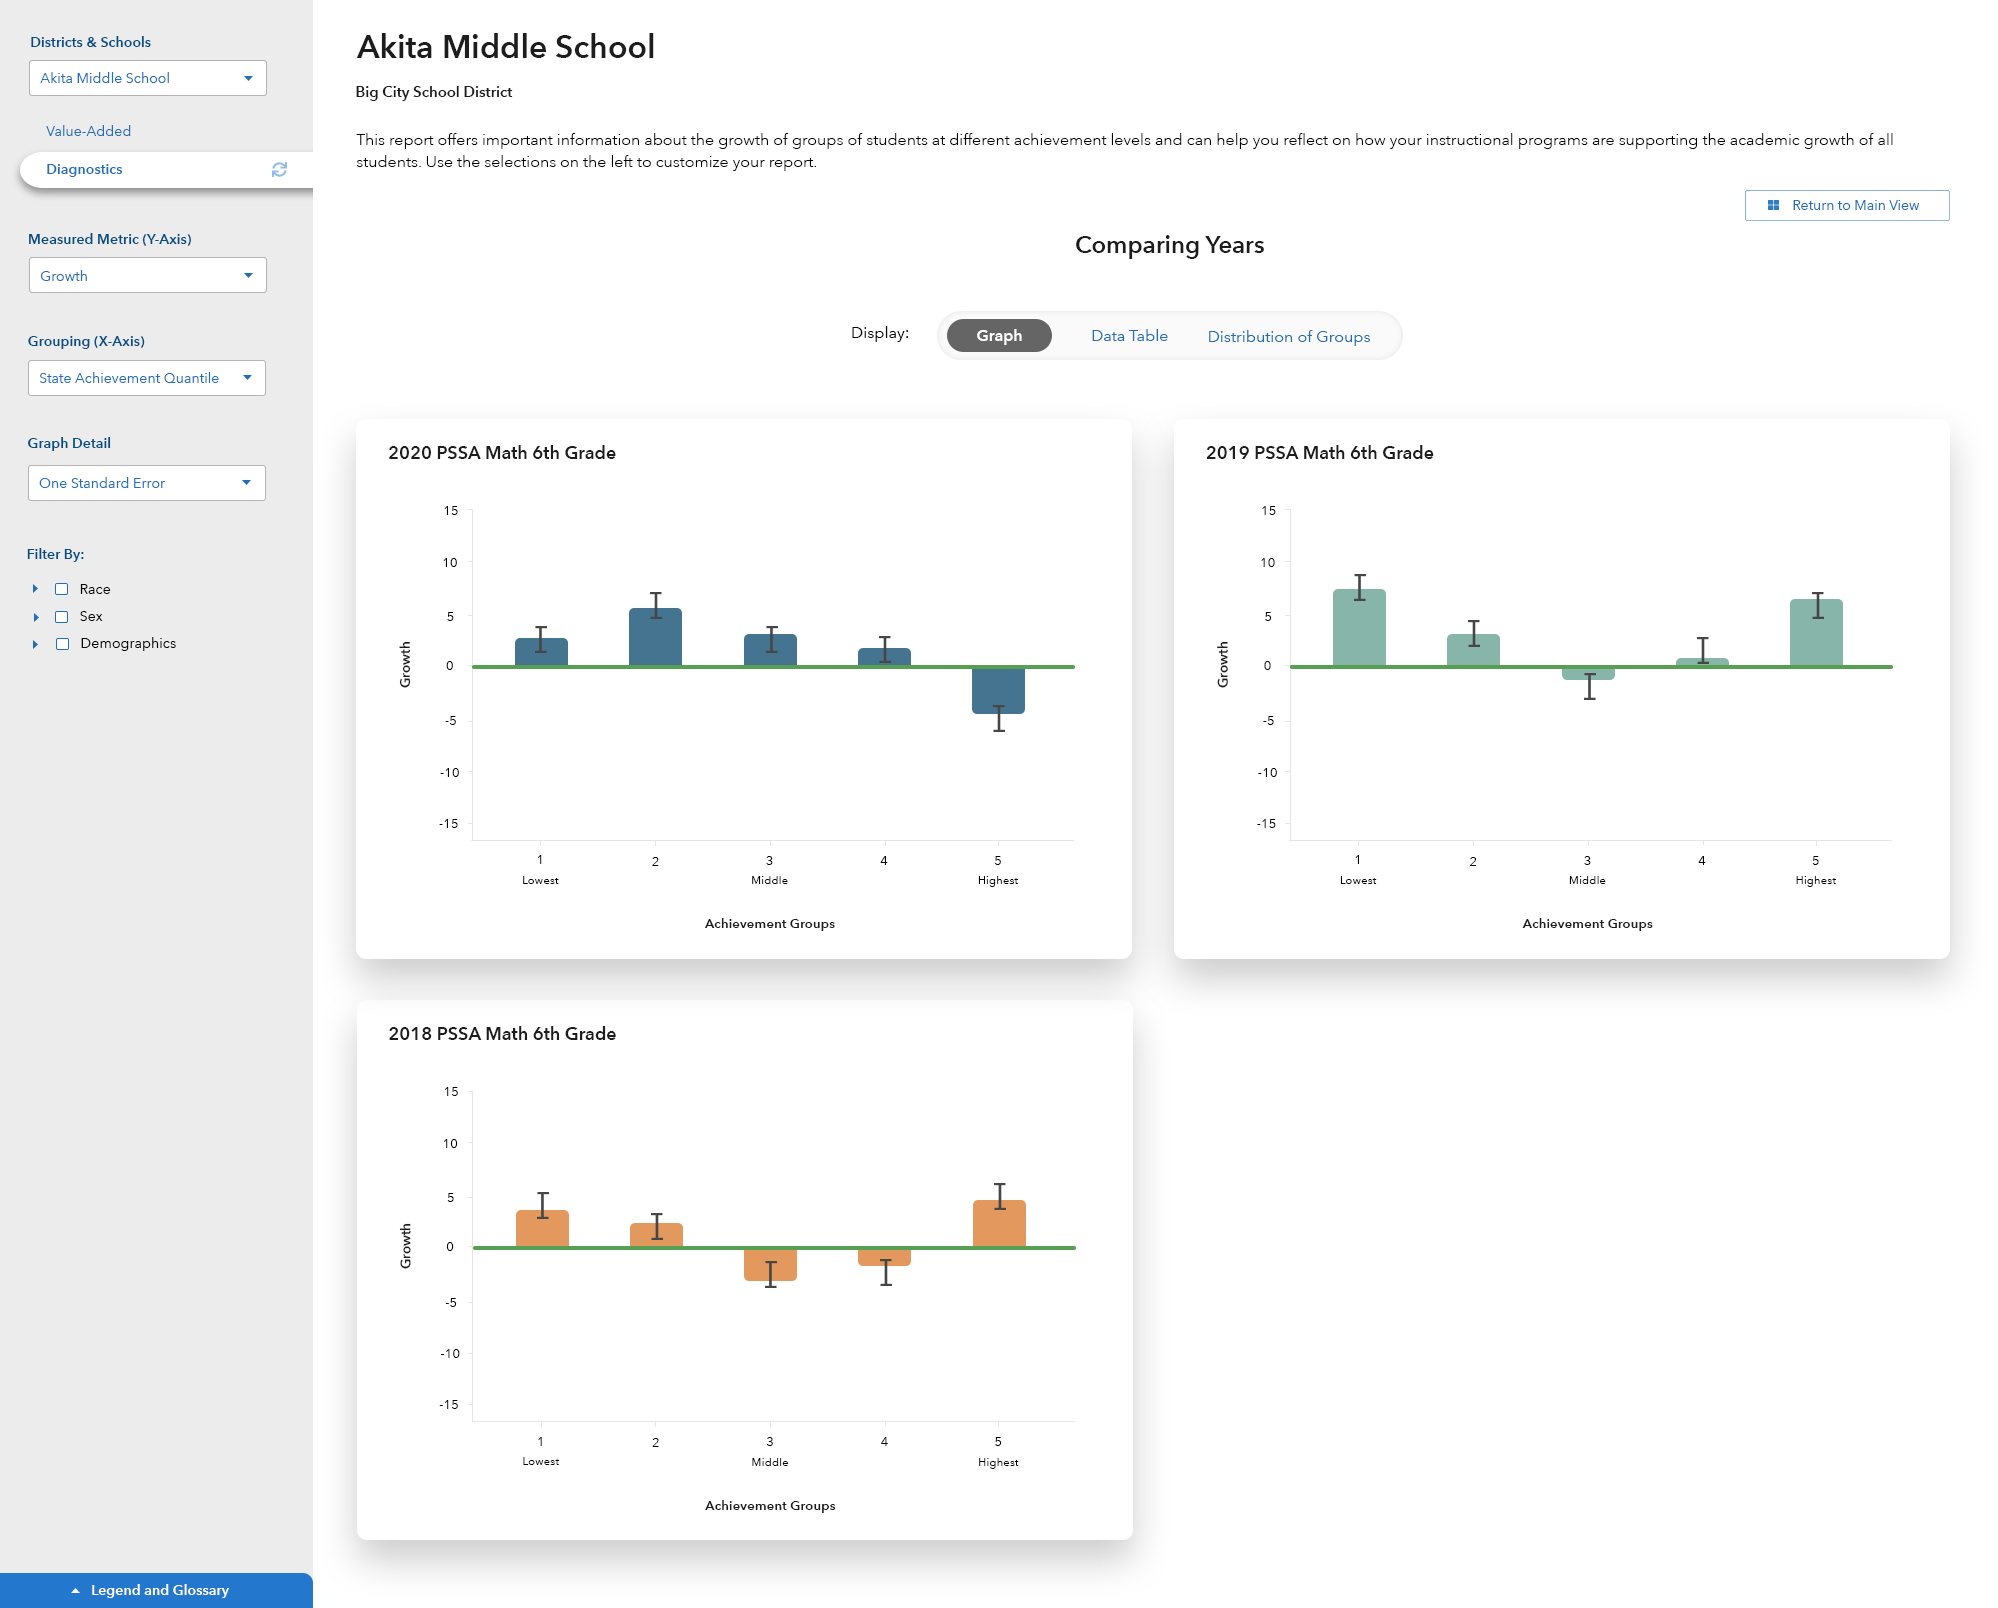 Districts & Schools
Akita Middle School
Value-Added
Diagnostics
Measured Metric (Y-Axis)
Growth
Grouping (X-Axis)
State Achievement Quantile
Graph Detail
One Standard Error
Filter By:
Race
Sex
Demographics
Legend and Glossary
Akita Middle School
Big City School District
This report offers important information about the growth of groups of students at different achievement levels and can help you reflect on how your instructional programs are supporting the academic growth of all
students. Use the selections on the left to customize your report.
Return to Main View
Comparing Years
Display: Graph Data Table Distribution of Groups
2020 PSSA Math 6th Grade
15
10
5
0
-5
-10
-15
Growth
1 2 3 4 5
Lowest Middle Highest
Achievement Groups
2019 PSSA Math 6th Grade
15
10
5
0
-5
-10
-15
Growth
1 2 3 4 5
Lowest Middle Highest
Achievement Groups
2018 PSSA Math 6th Grade
15
10
5
0
-5
-10
-15
Growth
1 2 3 4 5
Lowest Middle Highest
Achievement Groups